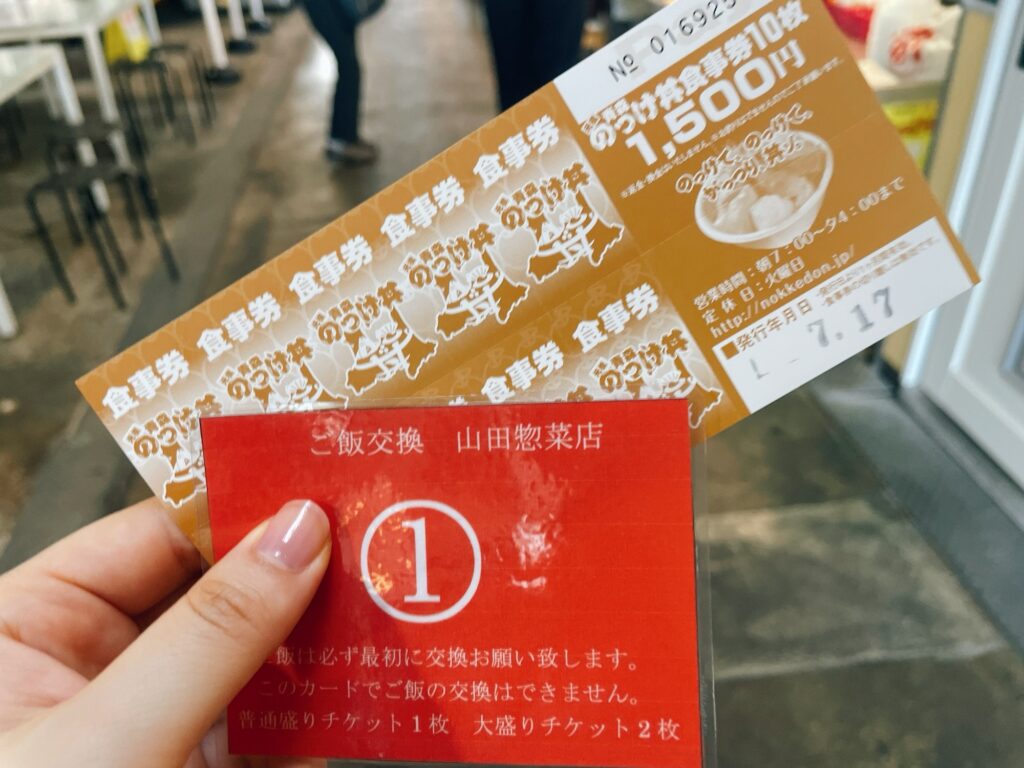 № 016925
のっけ丼食事券10枚
1,500円
のっけて、のっけて、
営業時間：朝7：00～夕4：00まで
定 休 日：火曜日
http://nokkedon.jp/
■発行年月日
7.17
食事券 食事券 食事券 食事券 食事券
のっけ丼 のっけ丼 のっけ丼 のっけ丼 のっけ丼
食事券 食事券
のっけ丼
ご飯交換 山田惣菜店
①
飯は必ず最初に交換お願い致します。
このカードでご飯の交換はできません。
普通盛りチケット1枚 大盛りチケット2枚